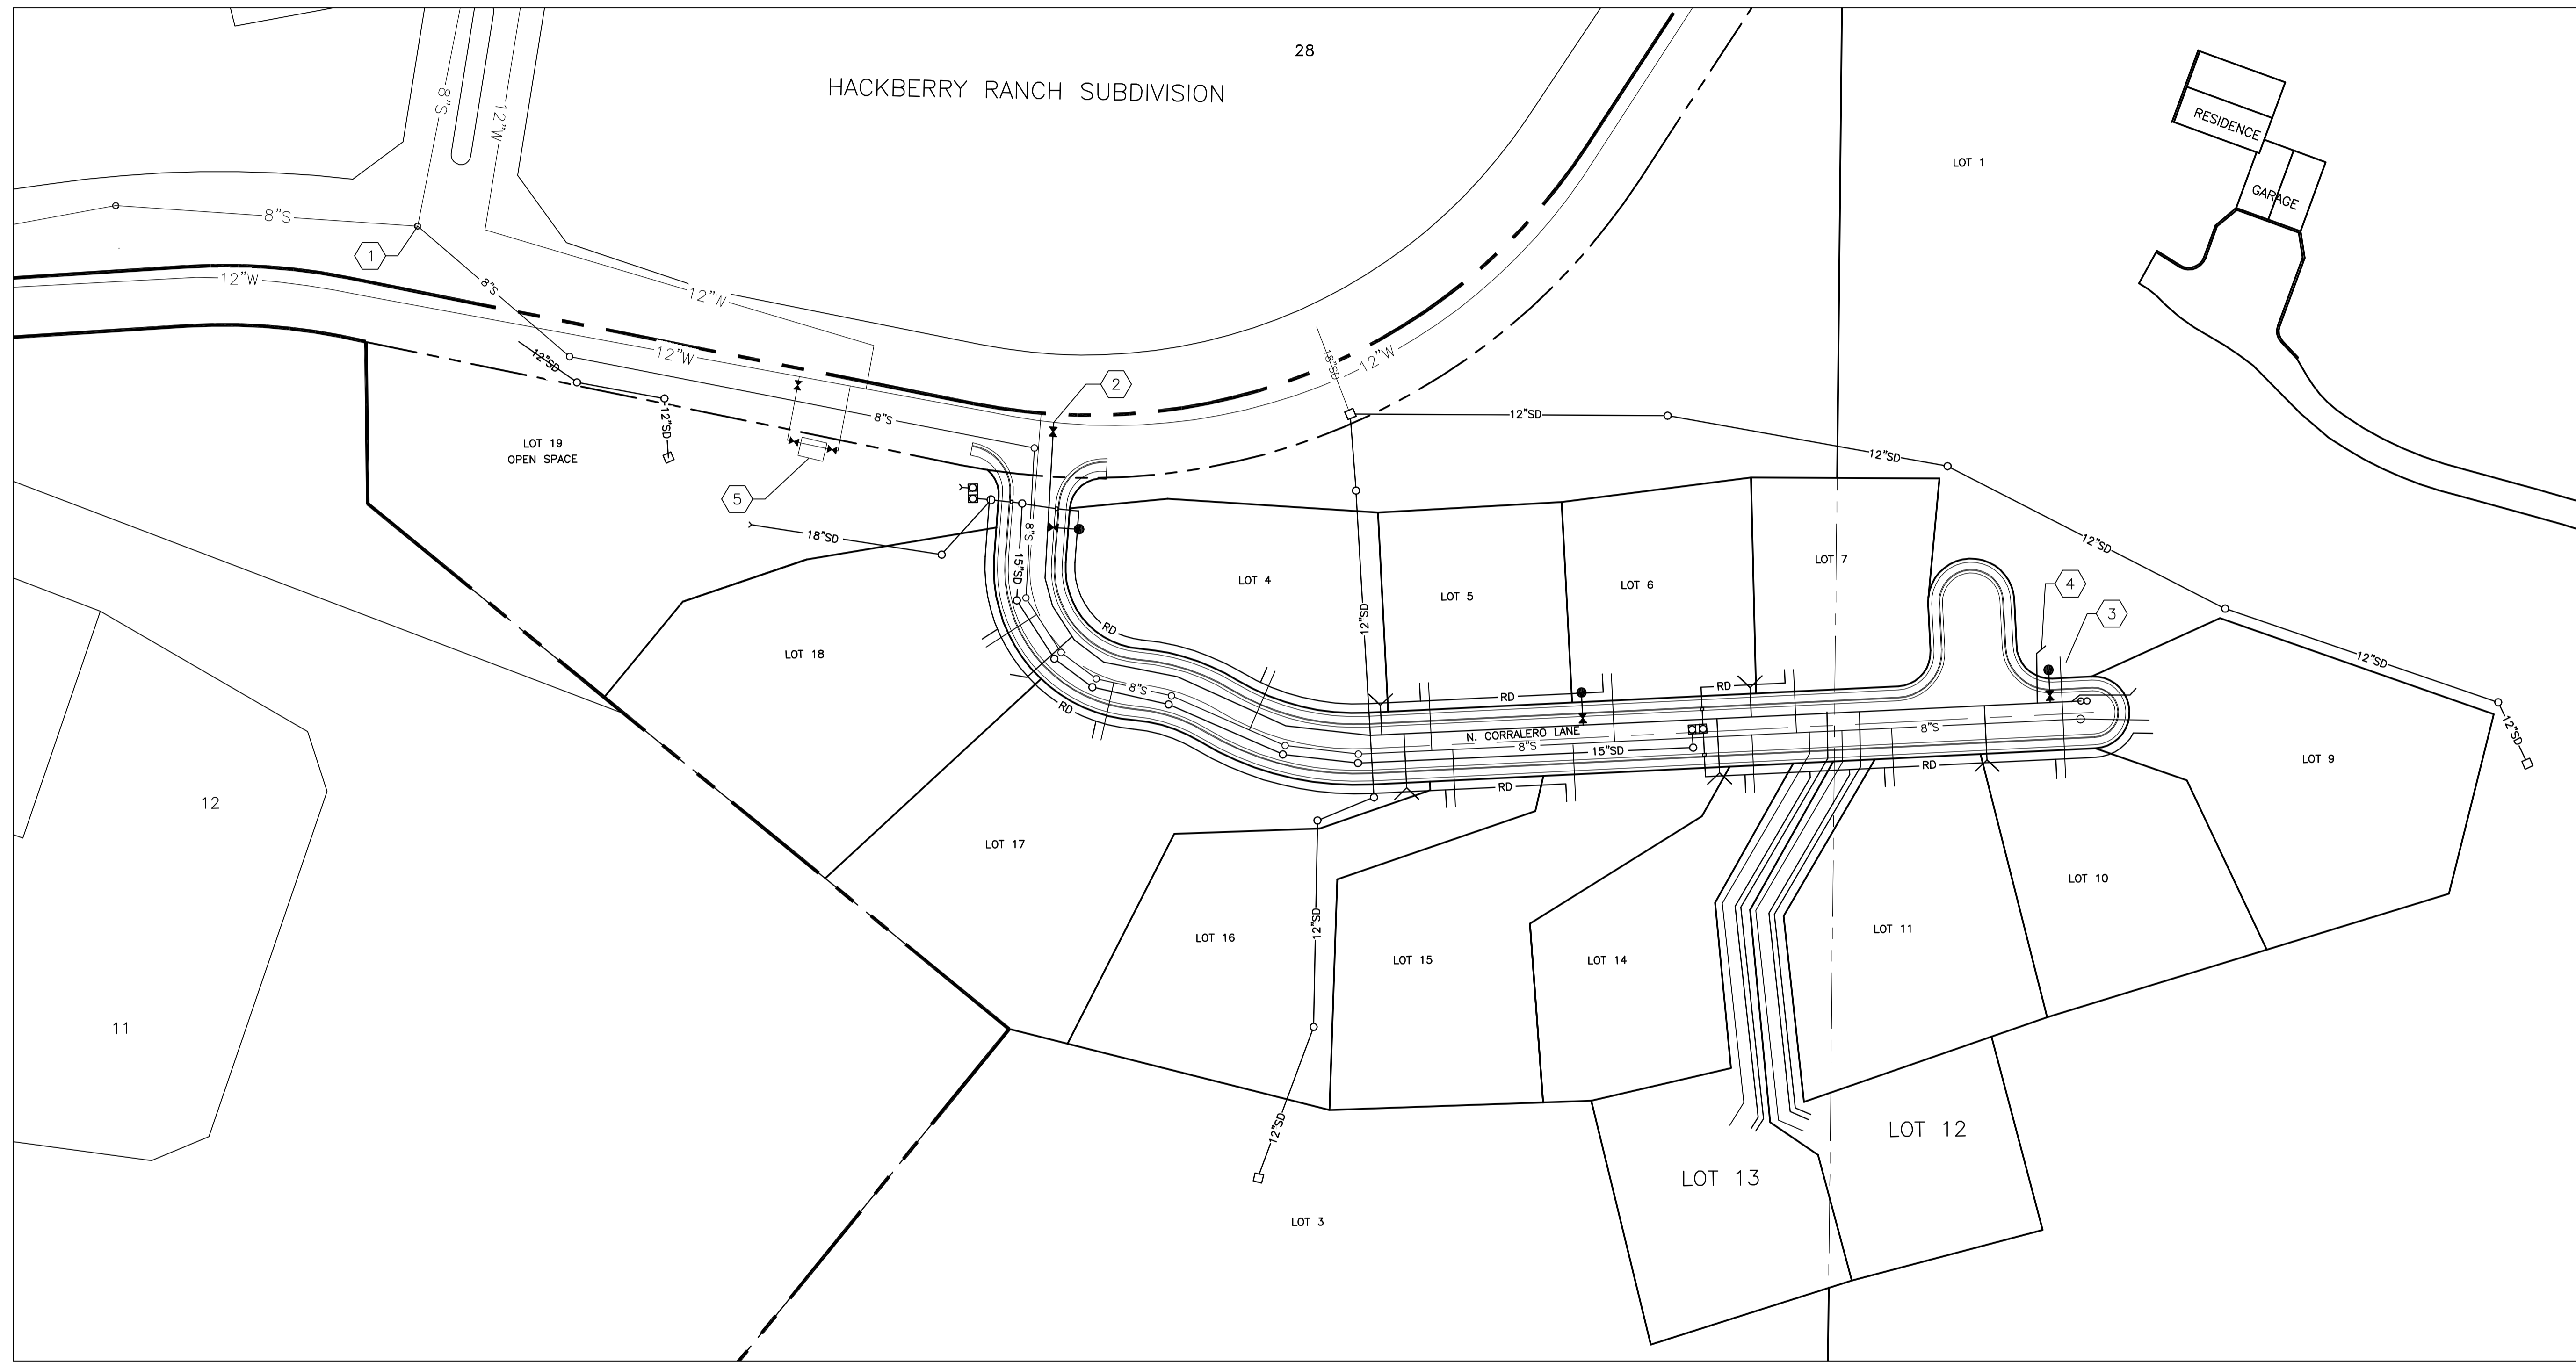 28
HACKBERRY RANCH SUBDIVISION
8"S
12"W
RESIDENCE
LOT 1
GARAGE
8"S
1
12"W
8"S
12"W
12"W
12"SD
18"SD
12"W
2
8"S
12"SD
12"SD
LOT 19
OPEN SPACE
12"SD
5
18"SD
8"S
15"SD
12"SD
LOT 4
LOT 5
LOT 6
LOT 7
4
3
12"SD
RD
LOT 18
12"SD
12"SD
8"S
RD
RD
RD
N. CORRALERO LANE
8"S
15"SD
8"S
RD
RD
LOT 9
12
LOT 17
LOT 10
12"SD
LOT 16
LOT 15
LOT 14
LOT 11
11
12"SD
LOT 12
LOT 13
LOT 3